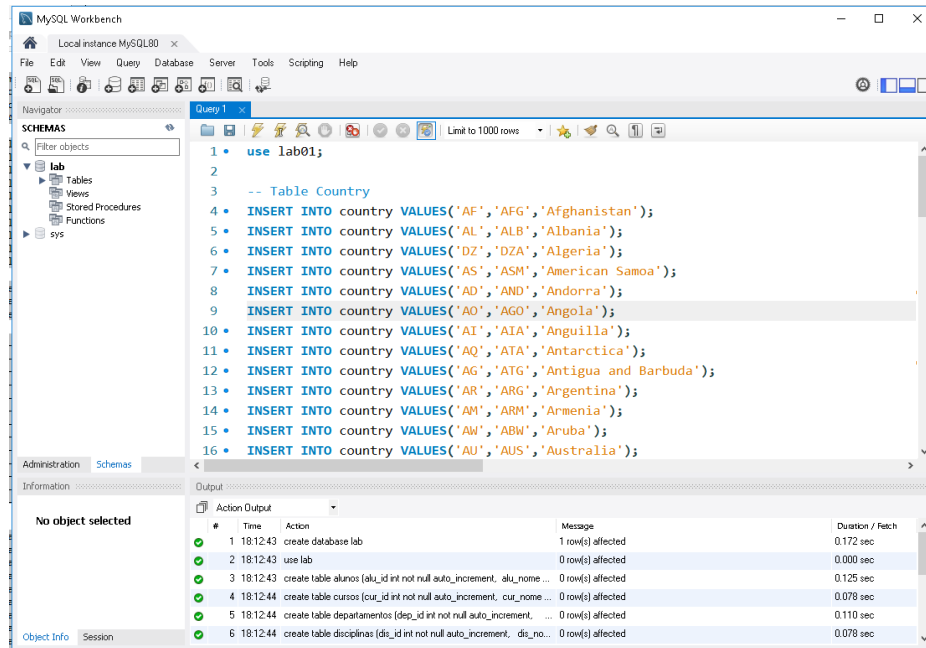 MySQL Workbench
Local instance MySQL80
File Edit View Query Database Server Tools Scripting Help
Navigator
SCHEMAS
Filter objects
lab
Tables
Views
Stored Procedures
Functions
sys
Administration Schemas
Information
No object selected
Object Info Session
Query 1
Limit to 1000 rows
1 use lab01;
2
3 -- Table Country
4 INSERT INTO country VALUES('AF','AFG','Afghanistan');
5 INSERT INTO country VALUES('AL','ALB','Albania');
6 INSERT INTO country VALUES('DZ','DZA','Algeria');
7 INSERT INTO country VALUES('AS','ASM','American Samoa');
8 INSERT INTO country VALUES('AD','AND','Andorra');
9 INSERT INTO country VALUES('AO','AGO','Angola');
10 INSERT INTO country VALUES('AI','AIA','Anguilla');
11 INSERT INTO country VALUES('AQ','ATA','Antarctica');
12 INSERT INTO country VALUES('AG','ATG','Antigua and Barbuda');
13 INSERT INTO country VALUES('AR','ARG','Argentina');
14 INSERT INTO country VALUES('AM','ARM','Armenia');
15 INSERT INTO country VALUES('AW','ABW','Aruba');
16 INSERT INTO country VALUES('AU','AUS','Australia');
Output
Action Output
# Time Action Message Duration / Fetch
1 18:12:43 create database lab 1 row(s) affected 0.172 sec
2 18:12:43 use lab 0 row(s) affected 0.000 sec
3 18:12:43 create table alunos (alu_id int not null auto_increment, alu_nome ... 0 row(s) affected 0.125 sec
4 18:12:44 create table cursos (cur_id int not null auto_increment, cur_nome ... 0 row(s) affected 0.078 sec
5 18:12:44 create table departamentos (dep_id int not null auto_increment, ... 0 row(s) affected 0.110 sec
6 18:12:44 create table disciplinas (dis_id int not null auto_increment, dis_no... 0 row(s) affected 0.078 sec